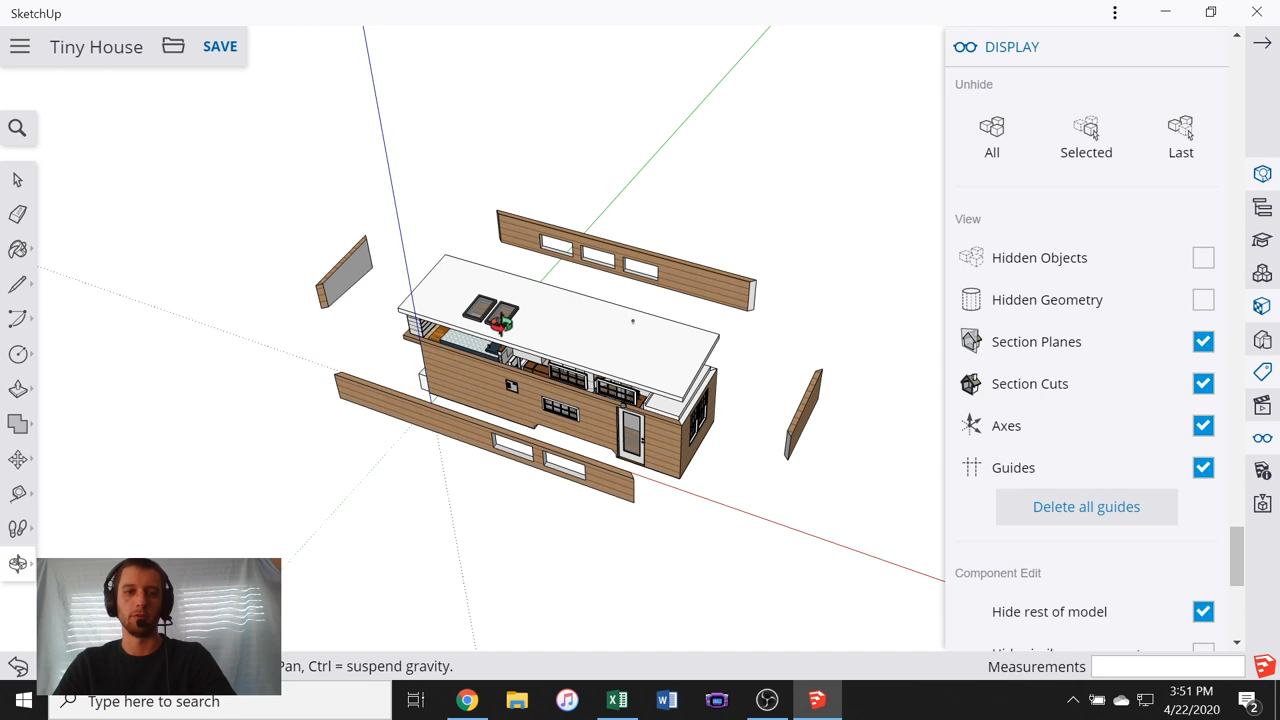 SketchUp
Tiny House
SAVE
DISPLAY
Unhide
All
Selected
Last
View
Hidden Objects
Hidden Geometry
Section Planes
Section Cuts
Axes
Guides
Delete all guides
Component Edit
Hide rest of model
Pan, Ctrl = suspend gravity.
Measurements
Type here to search
3:51 PM
4/22/2020
2